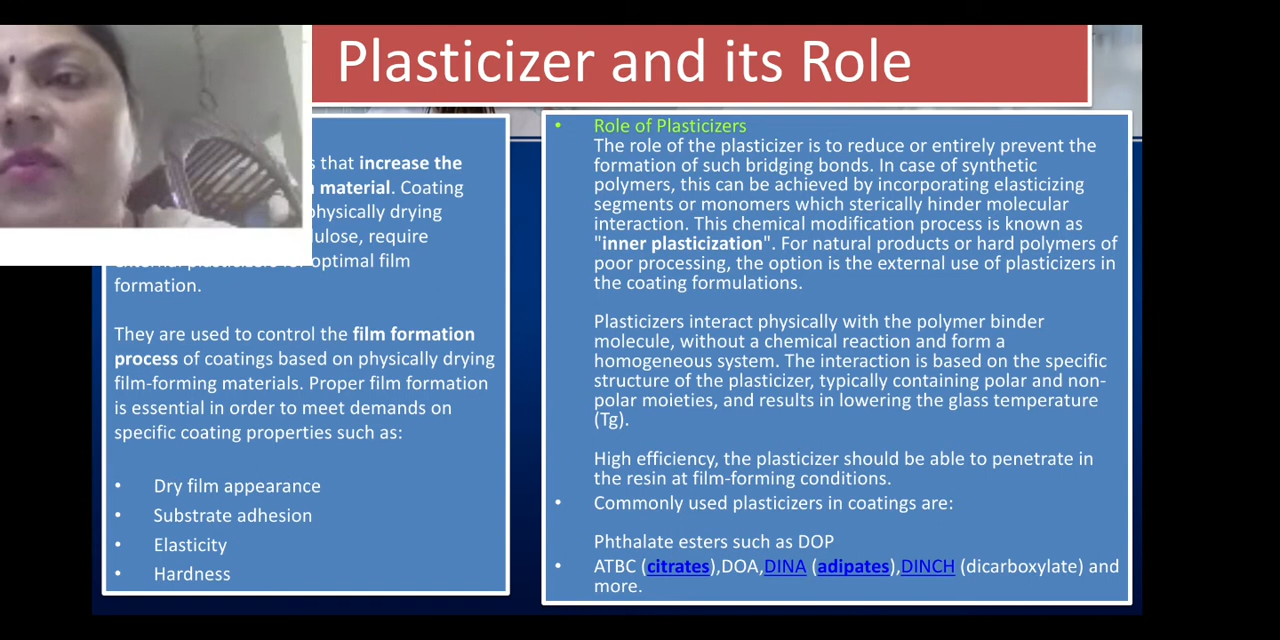 Plasticizer and its Role
that increase the
material. Coating
physically drying
require
optimal film
formation.
They are used to control the film formation
process of coatings based on physically drying
film-forming materials. Proper film formation
is essential in order to meet demands on
specific coating properties such as:
• Dry film appearance
• Substrate adhesion
• Elasticity
• Hardness
• Role of Plasticizers
The role of the plasticizer is to reduce or entirely prevent the
formation of such bridging bonds. In case of synthetic
polymers, this can be achieved by incorporating elasticizing
segments or monomers which sterically hinder molecular
interaction. This chemical modification process is known as
"inner plasticization". For natural products or hard polymers of
poor processing, the option is the external use of plasticizers in
the coating formulations.
Plasticizers interact physically with the polymer binder
molecule, without a chemical reaction and form a
homogeneous system. The interaction is based on the specific
structure of the plasticizer, typically containing polar and non-
polar moieties, and results in lowering the glass temperature
(Tg).
High efficiency, the plasticizer should be able to penetrate in
the resin at film-forming conditions.
• Commonly used plasticizers in coatings are:
Phthalate esters such as DOP
• ATBC (citrates),DOA,DINA (adipates),DINCH (dicarboxylate) and
more.